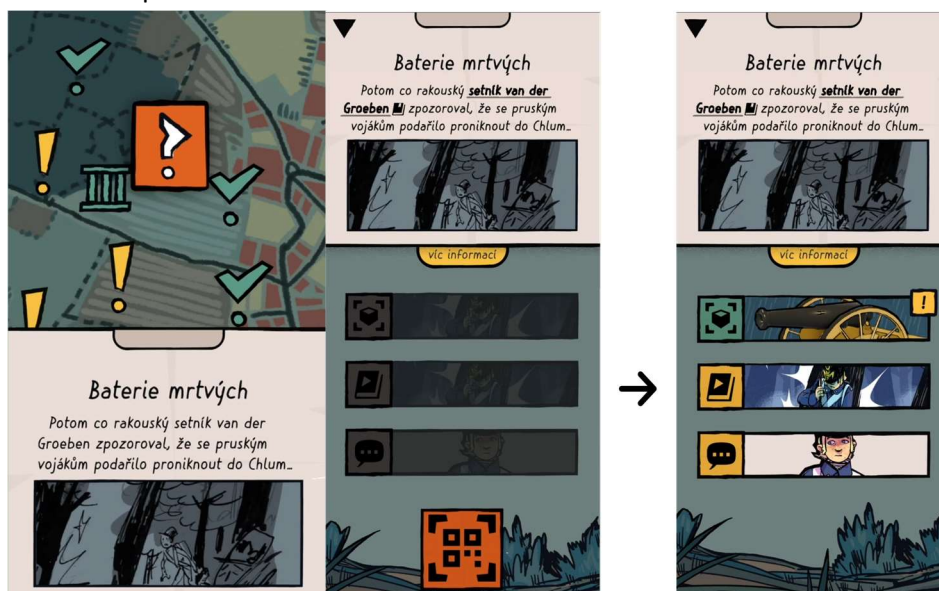 Baterie mrtvých
Potom co rakouský setník van der
Groeben zpozoroval, že se pruským
vojákům podařilo proniknout do Chlum...
Baterie mrtvých
Potom co rakouský setník van der
Groeben zpozoroval, že se pruským
vojákům podařilo proniknout do Chlum...
víc informací
Baterie mrtvých
Potom co rakouský setník van der
Groeben zpozoroval, že se pruským
vojákům podařilo proniknout do Chlum...
víc informací